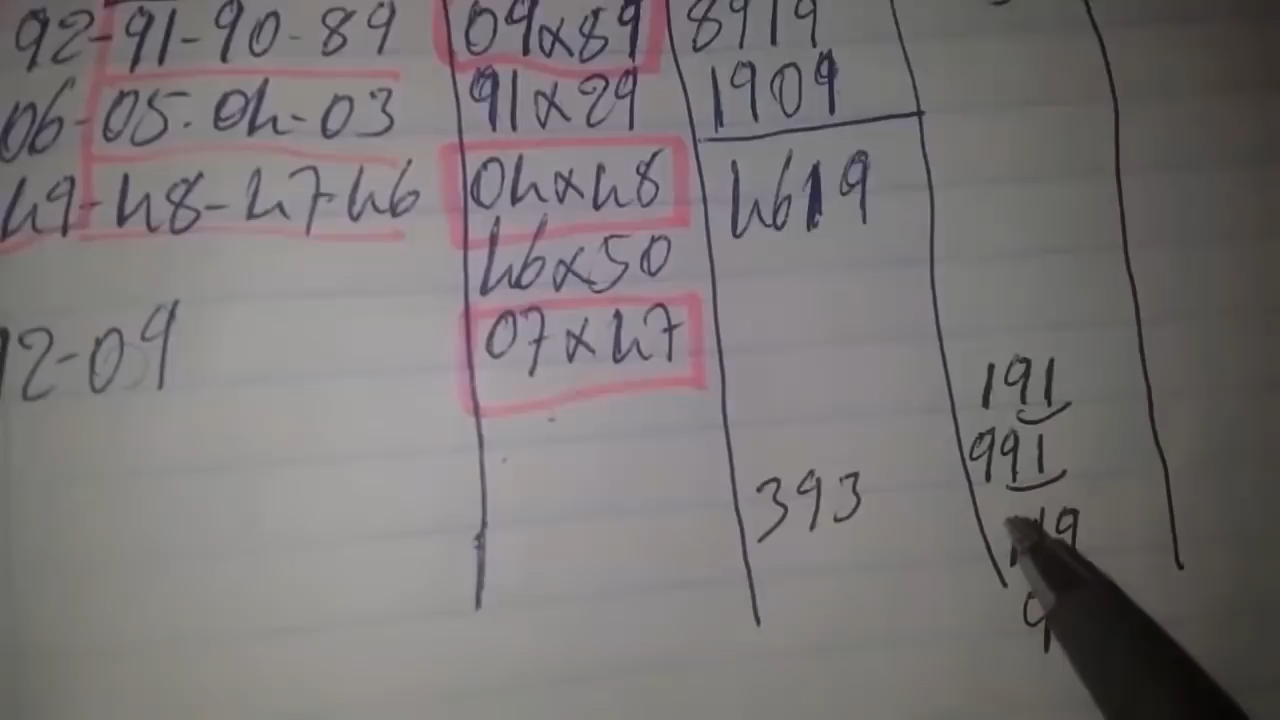 92-91-90-89 09x89 8919
06-05-04-03 91x29 1909
49-48-47-46 04x48 4619
46x50
12-09 07x47
191
991
393